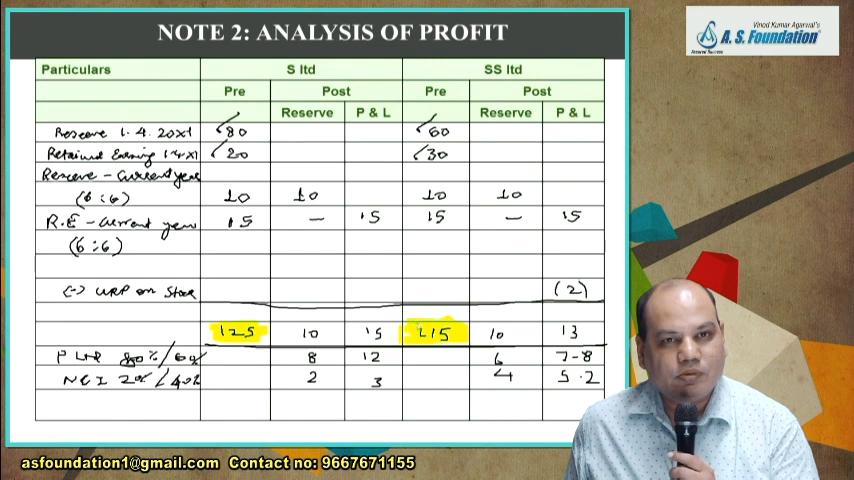 NOTE 2: ANALYSIS OF PROFIT
Vinod Kumar Agarwal's
A. S. Foundation®
Assured Success
Particulars S ltd SS ltd
Pre Post Pre Post
Reserve P & L Reserve P & L
Reserve 1.4.20x1 80 60
Retained Earning 1.4.x1 20 30
Reserve - Current year
(6:6) 10 10 10 10
R.E - Current year 15 - 15 15 - 15
(6:6)
(-) URP on Stock (2)
125 10 15 115 10 13
P Ltd 80%/60% 8 12 6 7.8
NCI 20%/40% 2 3 4 5.2
asfoundation1@gmail.com Contact no: 9667671155